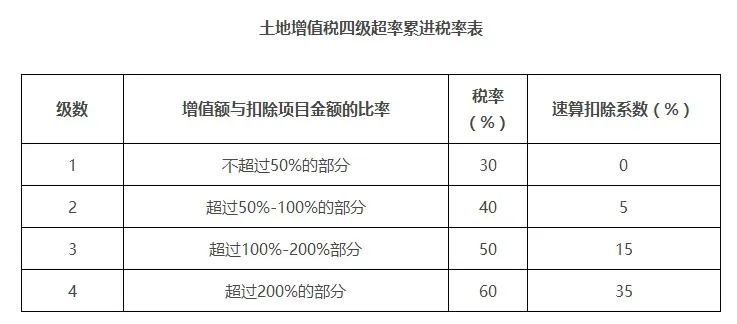 土地增值税四级超率累进税率表
级数 增值额与扣除项目金额的比率 税率（%） 速算扣除系数（%）
1 不超过50%的部分 30 0
2 超过50%-100%的部分 40 5
3 超过100%-200%部分 50 15
4 超过200%的部分 60 35